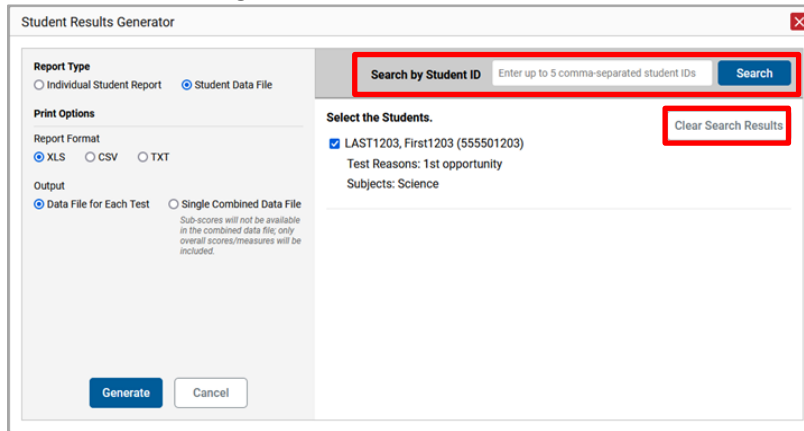 Student Results Generator
Report Type
Individual Student Report Student Data File
Print Options
Report Format
XLS CSV TXT
Output
Data File for Each Test Single Combined Data File
Sub-scores will not be available
in the combined data file; only
overall scores/measures will be
included.
Generate Cancel
Search by Student ID Enter up to 5 comma-separated student IDs Search
Select the Students.
Clear Search Results
LAST1203, First1203 (555501203)
Test Reasons: 1st opportunity
Subjects: Science